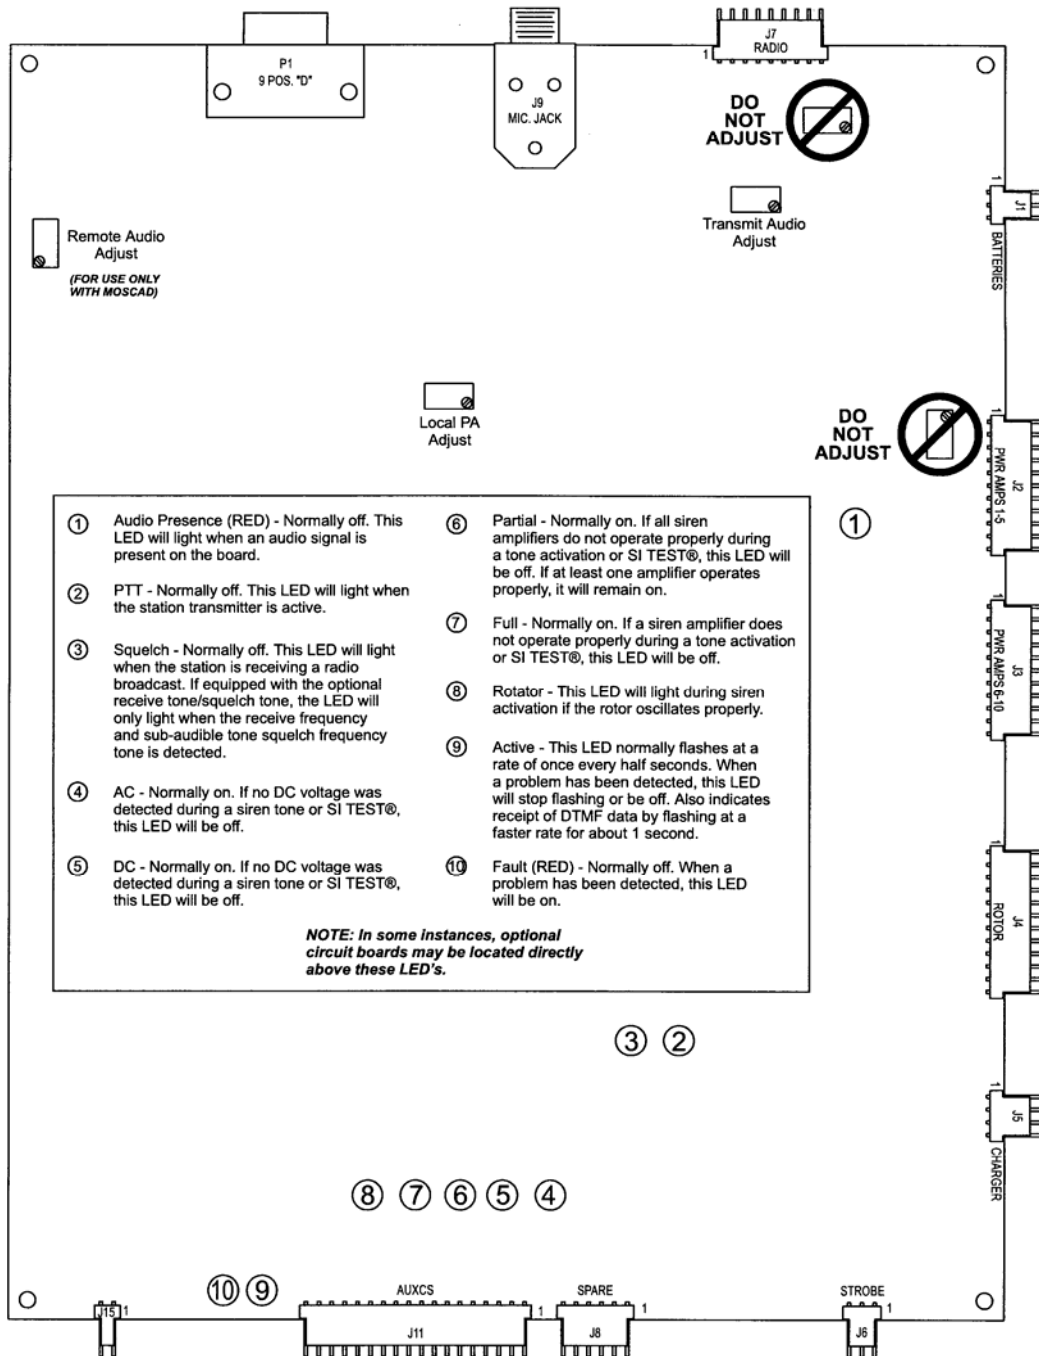 P1
9 POS. "D"
J9
MIC. JACK
J7
1
RADIO
DO
NOT
ADJUST
Transmit Audio
Adjust
1
J1
BATTERIES
Remote Audio
Adjust
(FOR USE ONLY
WITH MOSCAD)
Local PA
Adjust
DO
NOT
ADJUST
1
PWR AMPS 1-5
J2
1
① Audio Presence (RED) - Normally off. This
LED will light when an audio signal is
present on the board.
② PTT - Normally off. This LED will light when
the station transmitter is active.
③ Squelch - Normally off. This LED will light
when the station is receiving a radio
broadcast. If equipped with the optional
receive tone/squelch tone, the LED will
only light when the receive frequency
and sub-audible tone squelch frequency
tone is detected.
④ AC - Normally on. If no DC voltage was
detected during a siren tone or SI TEST®,
this LED will be off.
⑤ DC - Normally on. If no DC voltage was
detected during a siren tone or SI TEST®,
this LED will be off.
⑥ Partial - Normally on. If all siren
amplifiers do not operate properly during
a tone activation or SI TEST®, this LED will
be off. If at least one amplifier operates
properly, it will remain on.
⑦ Full - Normally on. If a siren amplifier does
not operate properly during a tone activation
or SI TEST®, this LED will be off.
⑧ Rotator - This LED will light during siren
activation if the rotor oscillates properly.
⑨ Active - This LED normally flashes at a
rate of once every half seconds. When
a problem has been detected, this LED
will stop flashing or be off. Also indicates
receipt of DTMF data by flashing at a
faster rate for about 1 second.
⑩ Fault (RED) - Normally off. When a
problem has been detected, this LED
will be on.
NOTE: In some instances, optional
circuit boards may be located directly
above these LED's.
①
PWR AMPS 6-10
J3
1
ROTOR
J4
③ ②
1
J5
CHARGER
⑧ ⑦ ⑥ ⑤ ④
⑩ ⑨
J15
1
AUXCS
J11
1
SPARE
J8
1
STROBE
J6
1